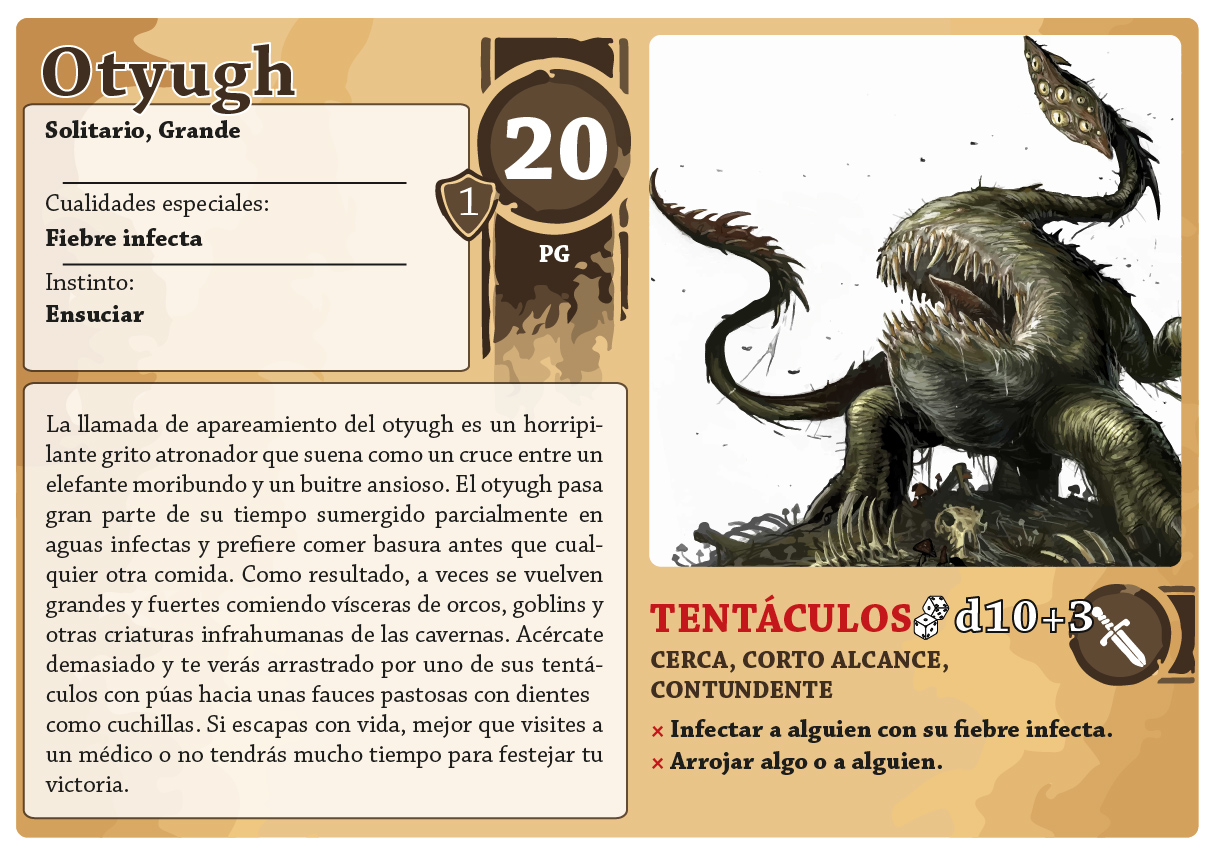 Otyugh
Solitario, Grande
Cualidades especiales:
Fiebre infecta
Instinto:
Ensuciar
20
1
PG
La llamada de apareamiento del otyugh es un horripi-
lante grito atronador que suena como un cruce entre un
elefante moribundo y un buitre ansioso. El otyugh pasa
gran parte de su tiempo sumergido parcialmente en
aguas infectas y prefiere comer basura antes que cual-
quier otra comida. Como resultado, a veces se vuelven
grandes y fuertes comiendo vísceras de orcos, goblins y
otras criaturas infrahumanas de las cavernas. Acércate
demasiado y te verás arrastrado por uno de sus tentá-
culos con púas hacia unas fauces pastosas con dientes
como cuchillas. Si escapas con vida, mejor que visites a
un médico o no tendrás mucho tiempo para festejar tu
victoria.
TENTÁCULOS d10+3
CERCA, CORTO ALCANCE,
CONTUNDENTE
× Infectar a alguien con su fiebre infecta.
× Arrojar algo o a alguien.